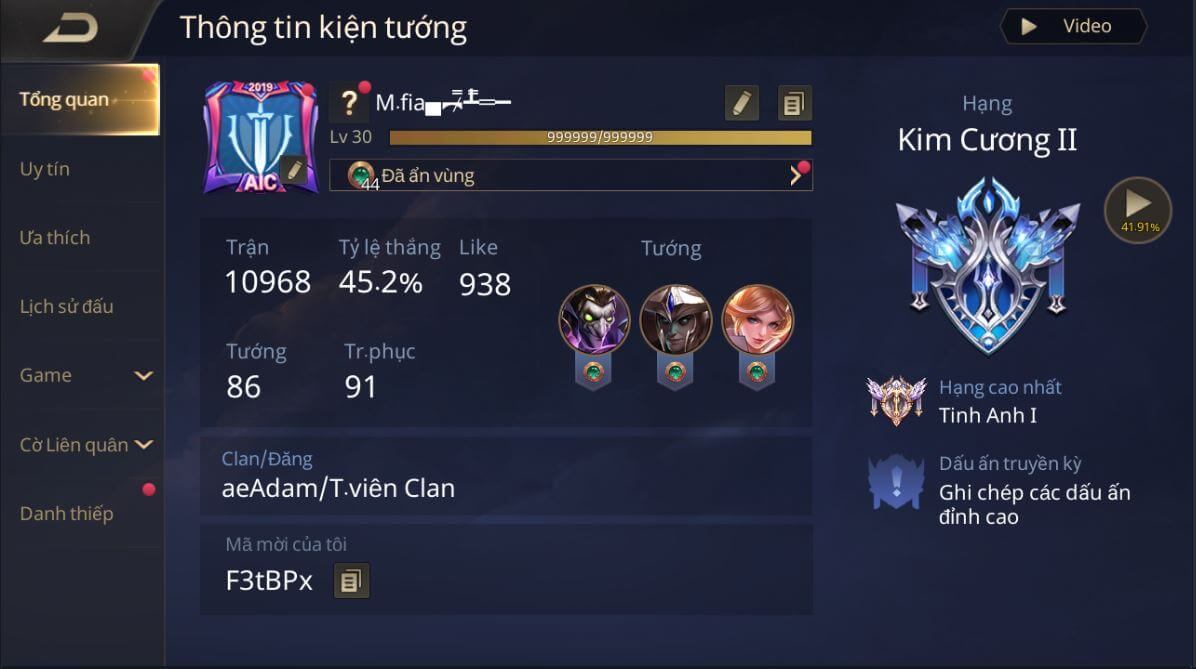 Thông tin kiện tướng
Video
Tổng quan
Uy tín
Ưa thích
Lịch sử đấu
Game
Cờ Liên quân
Danh thiếp
2019
AIC
?
M.fia
Lv 30
999999/999999
44
Đã ẩn vùng
Trận
Tỷ lệ thắng
Like
10968
45.2%
938
Tướng
Tướng
Tr.phục
86
91
Clan/Đăng
aeAdam/T.viên Clan
Mã mời của tôi
F3tBPx
Hạng
Kim Cương II
41.91%
Hạng cao nhất
Tinh Anh I
Dấu ấn truyền kỳ
Ghi chép các dấu ấn
đỉnh cao